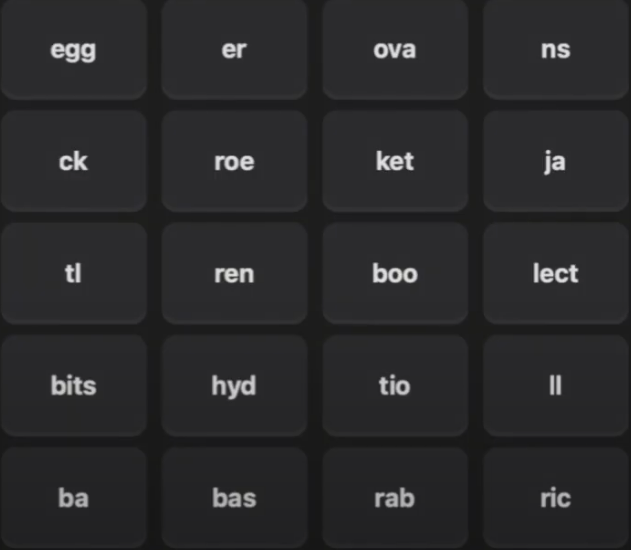 egg er ova ns
ck roe ket ja
tl ren boo lect
bits hyd tio ll
ba bas rab ric